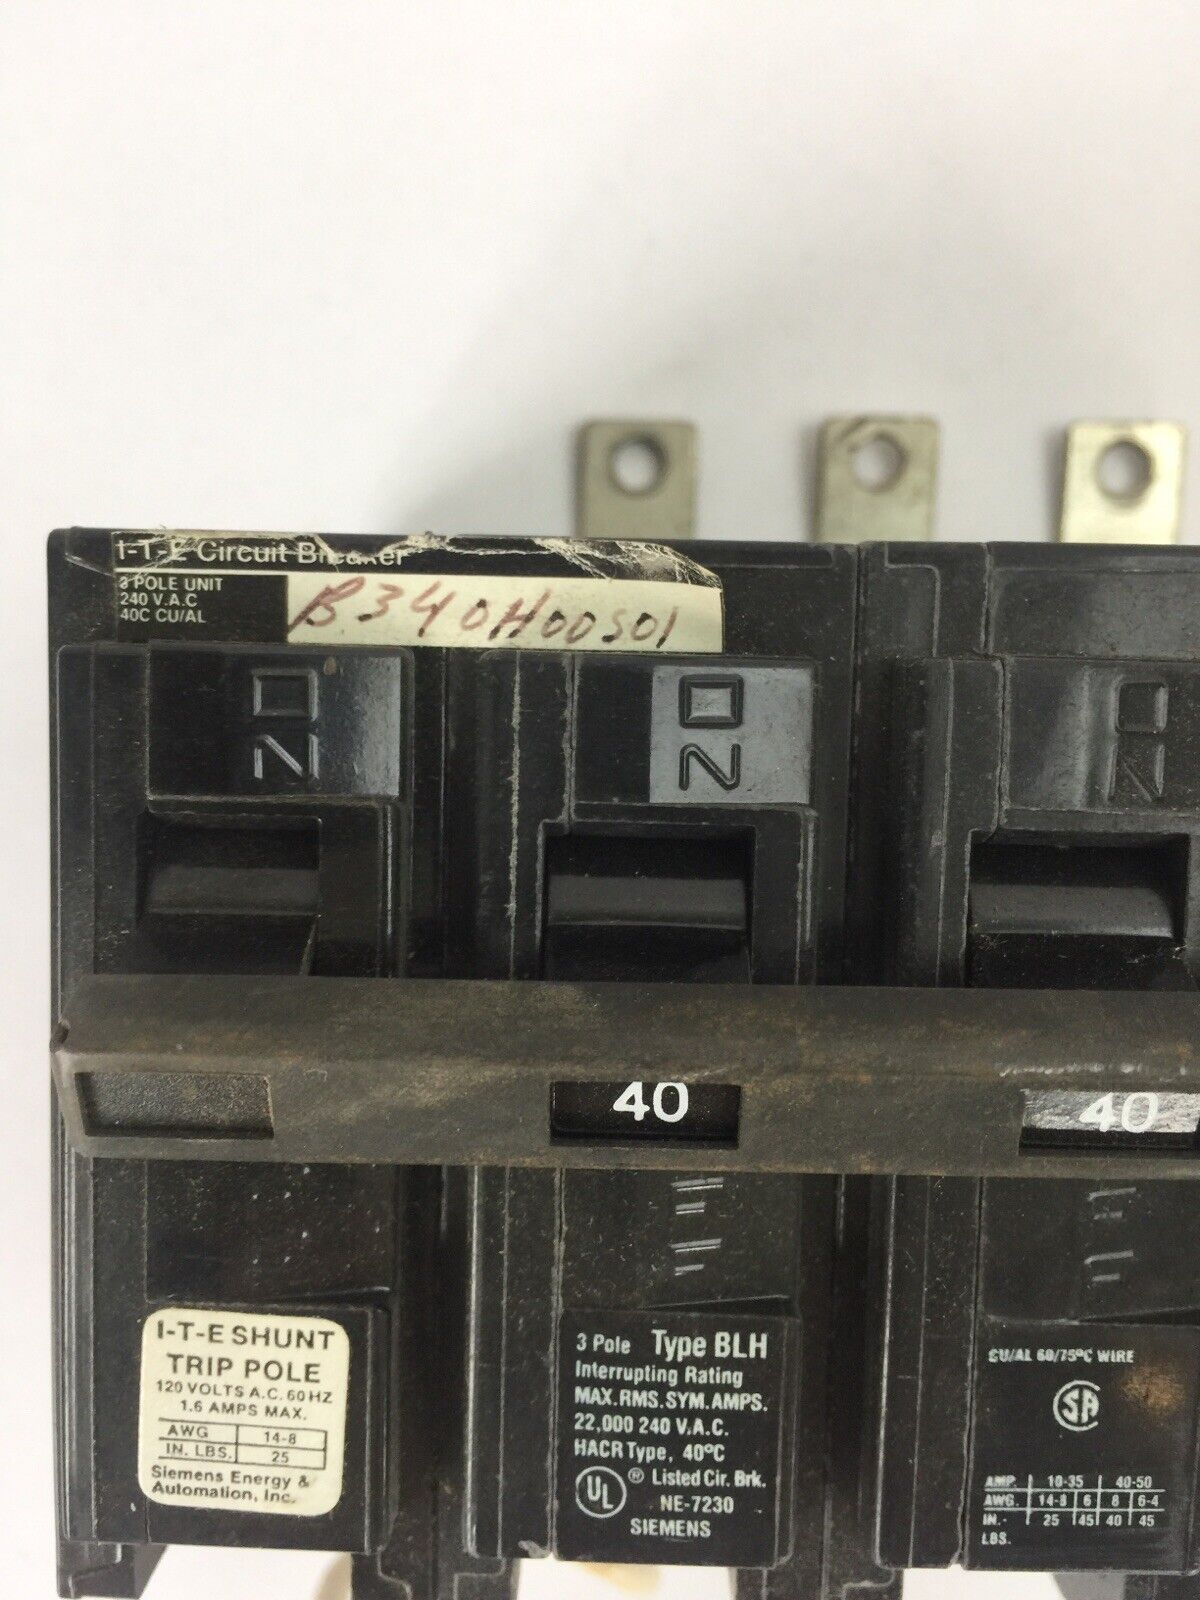 I-T-E Circuit Breaker
3 POLE UNIT
240 V.A.C
40C CU/AL
B340H00S01
ON
ON
ON
40
40
I-T-E SHUNT
TRIP POLE
120 VOLTS A.C. 60 HZ
1.6 AMPS MAX.
AWG 14-8
IN. LBS. 25
Siemens Energy &
Automation, Inc.
3 Pole Type BLH
Interrupting Rating
MAX. RMS. SYM. AMPS.
22,000 240 V.A.C.
HACR Type, 40°C
UL ® Listed Cir. Brk.
NE-7230
SIEMENS
CU/AL 60/75°C WIRE
SA
AMP. 10-35 40-50
AWG. 14-8 6 8 6-4
IN.- 25 45 40 45
LBS.